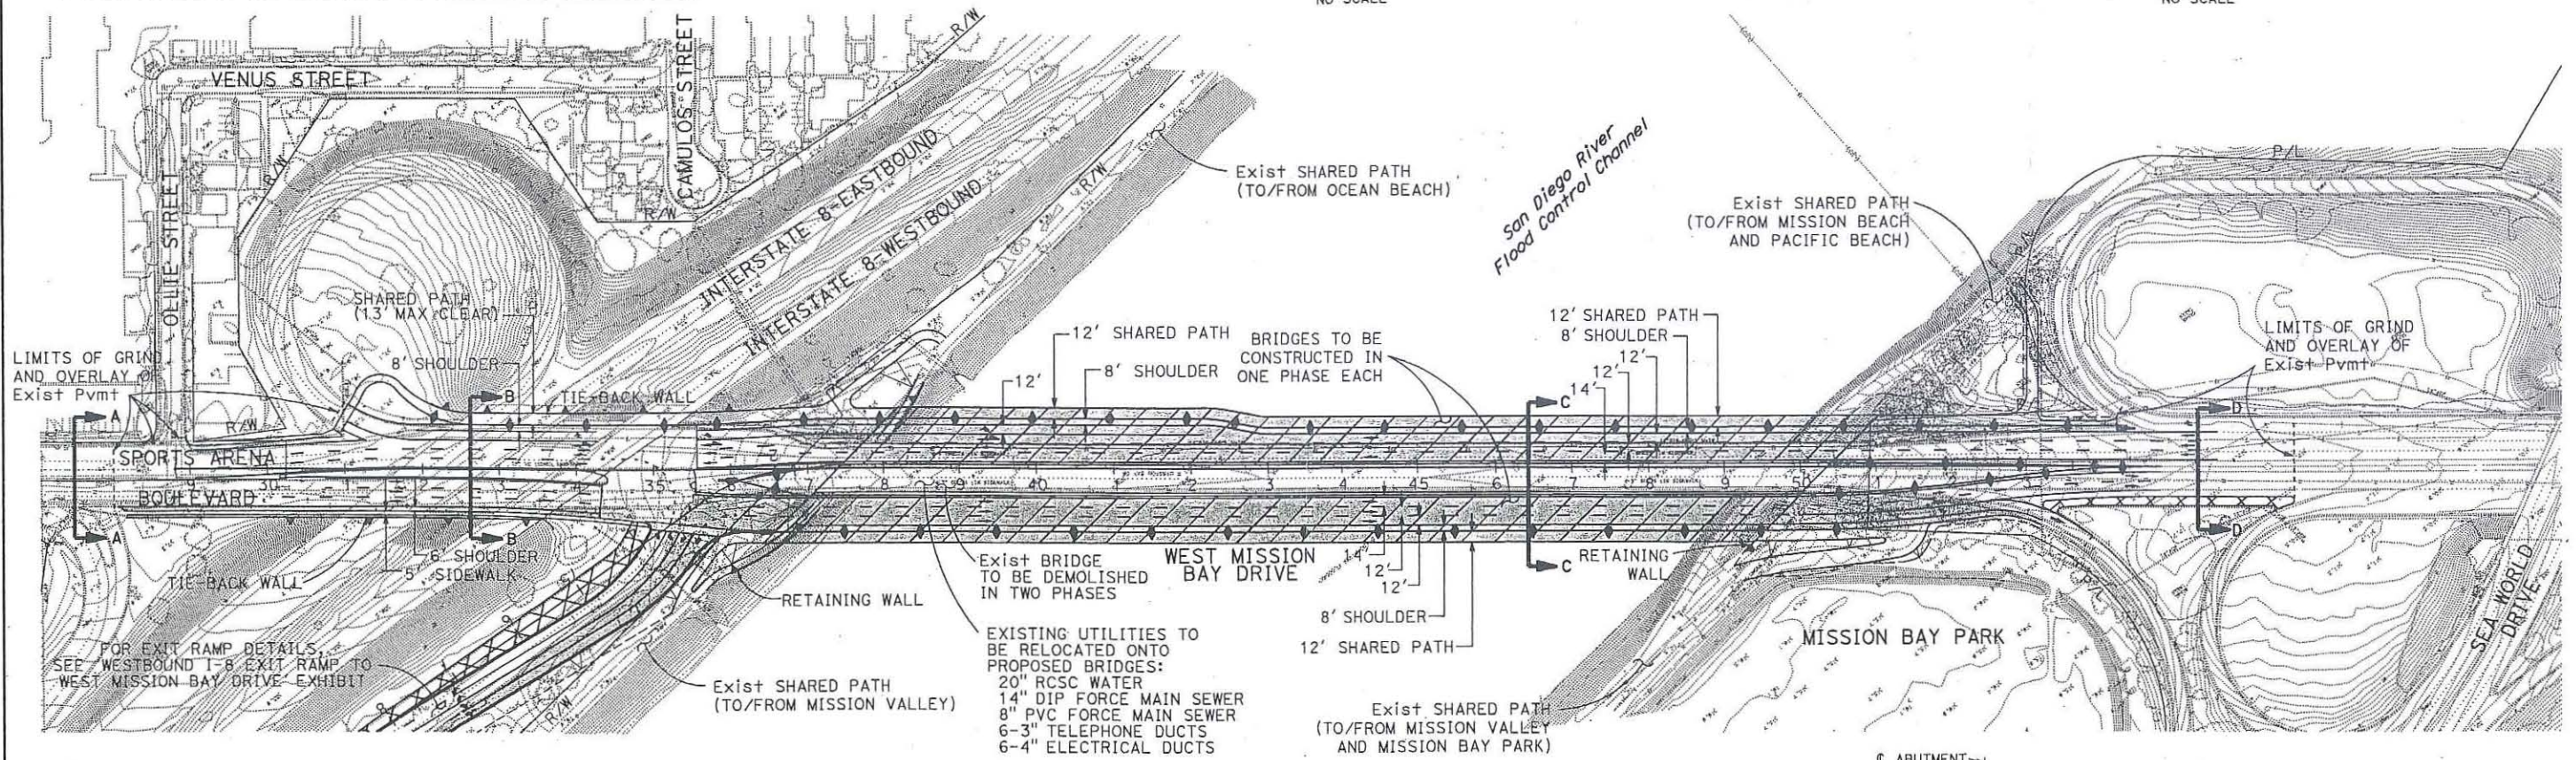 NO SCALE
NO SCALE
VENUS STREET
CAMULOS STREET
R/W
OLLIE STREET
R/W
R/W
R/W
INTERSTATE 8-EASTBOUND
INTERSTATE 8-WESTBOUND
Exist SHARED PATH
(TO/FROM OCEAN BEACH)
San Diego River
Flood Control Channel
Exist SHARED PATH
(TO/FROM MISSION BEACH
AND PACIFIC BEACH)
R/W
P/L
SHARED PATH
(13' MAX CLEAR)
8' SHOULDER
LIMITS OF GRIND
AND OVERLAY OF
Exist Pvmt
TIE-BACK WALL
12' SHARED PATH
8' SHOULDER
12'
BRIDGES TO BE
CONSTRUCTED IN
ONE PHASE EACH
12' SHARED PATH
8' SHOULDER
12'
12'
14'
LIMITS OF GRIND
AND OVERLAY OF
Exist Pvmt
A
B
C
D
R/W
SPORTS ARENA
BOULEVARD
30
35
40
45
50
A
B
C
D
6' SHOULDER
5' SIDEWALK
TIE-BACK WALL
FOR EXIT RAMP DETAILS,
SEE WESTBOUND I-8 EXIT RAMP TO
WEST MISSION BAY DRIVE EXHIBIT
RETAINING WALL
R/W
Exist SHARED PATH
(TO/FROM MISSION VALLEY)
Exist BRIDGE
TO BE DEMOLISHED
IN TWO PHASES
EXISTING UTILITIES TO
BE RELOCATED ONTO
PROPOSED BRIDGES:
20" RCSC WATER
14" DIP FORCE MAIN SEWER
8" PVC FORCE MAIN SEWER
6-3" TELEPHONE DUCTS
6-4" ELECTRICAL DUCTS
WEST MISSION
BAY DRIVE
14'
12'
12'
8' SHOULDER
12' SHARED PATH
RETAINING
WALL
Exist SHARED PATH
(TO/FROM MISSION VALLEY
AND MISSION BAY PARK)
MISSION BAY PARK
P/L
SEA WORLD
DRIVE
℄ ABUTMENT